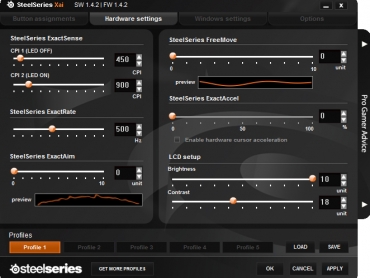 SteelSeries Xai SW 1.4.2 | FW 1.4.2
Button assignments Hardware settings Windows settings Options
SteelSeries ExactSense
CPI 1 (LED OFF)
450
CPI
CPI 2 (LED ON)
900
CPI
SteelSeries ExactRate
500
Hz
SteelSeries ExactAim
0
0 10 unit
preview
SteelSeries FreeMove
0
0 10 unit
preview
SteelSeries ExactAccel
0
0 50 100 %
Enable hardware cursor acceleration
LCD setup
Brightness
10
unit
Contrast
18
unit
Pro Gamer Advice
Profiles
Profile 1 Profile 2 Profile 3 Profile 4 Profile 5 LOAD SAVE
steelseries GET MORE PROFILES OK CANCEL APPLY